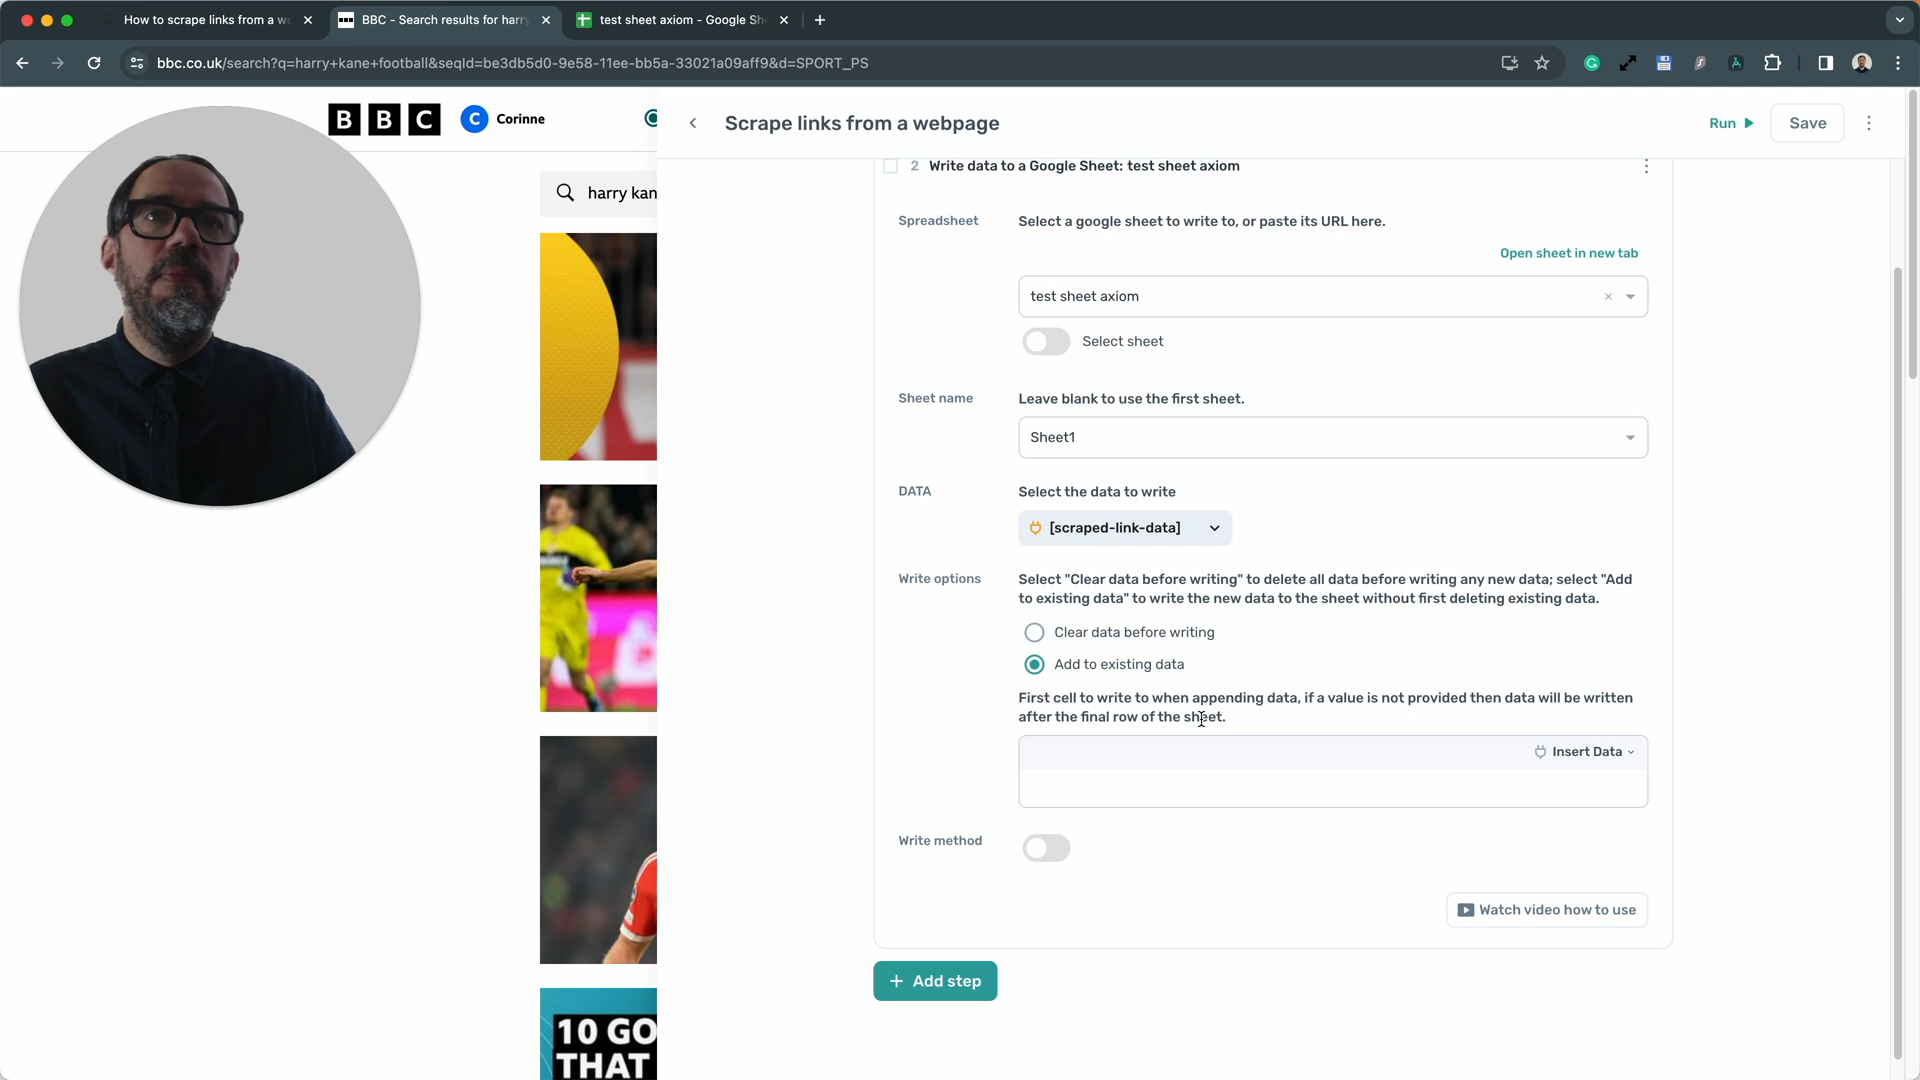 How to scrape links from a we
BBC - Search results for harry
test sheet axiom - Google She
bbc.co.uk/search?q=harry+kane+football&seqId=be3db5d0-9e58-11ee-bb5a-33021a09aff9&d=SPORT_PS
BBC
C Corinne
harry kan
10 GO
THAT
Scrape links from a webpage
Run
Save
2 Write data to a Google Sheet: test sheet axiom
Spreadsheet
Select a google sheet to write to, or paste its URL here.
Open sheet in new tab
test sheet axiom
Select sheet
Sheet name
Leave blank to use the first sheet.
Sheet1
DATA
Select the data to write
[scraped-link-data]
Write options
Select "Clear data before writing" to delete all data before writing any new data; select "Add
to existing data" to write the new data to the sheet without first deleting existing data.
Clear data before writing
Add to existing data
First cell to write to when appending data, if a value is not provided then data will be written
after the final row of the sheet.
Insert Data
Write method
Watch video how to use
+ Add step